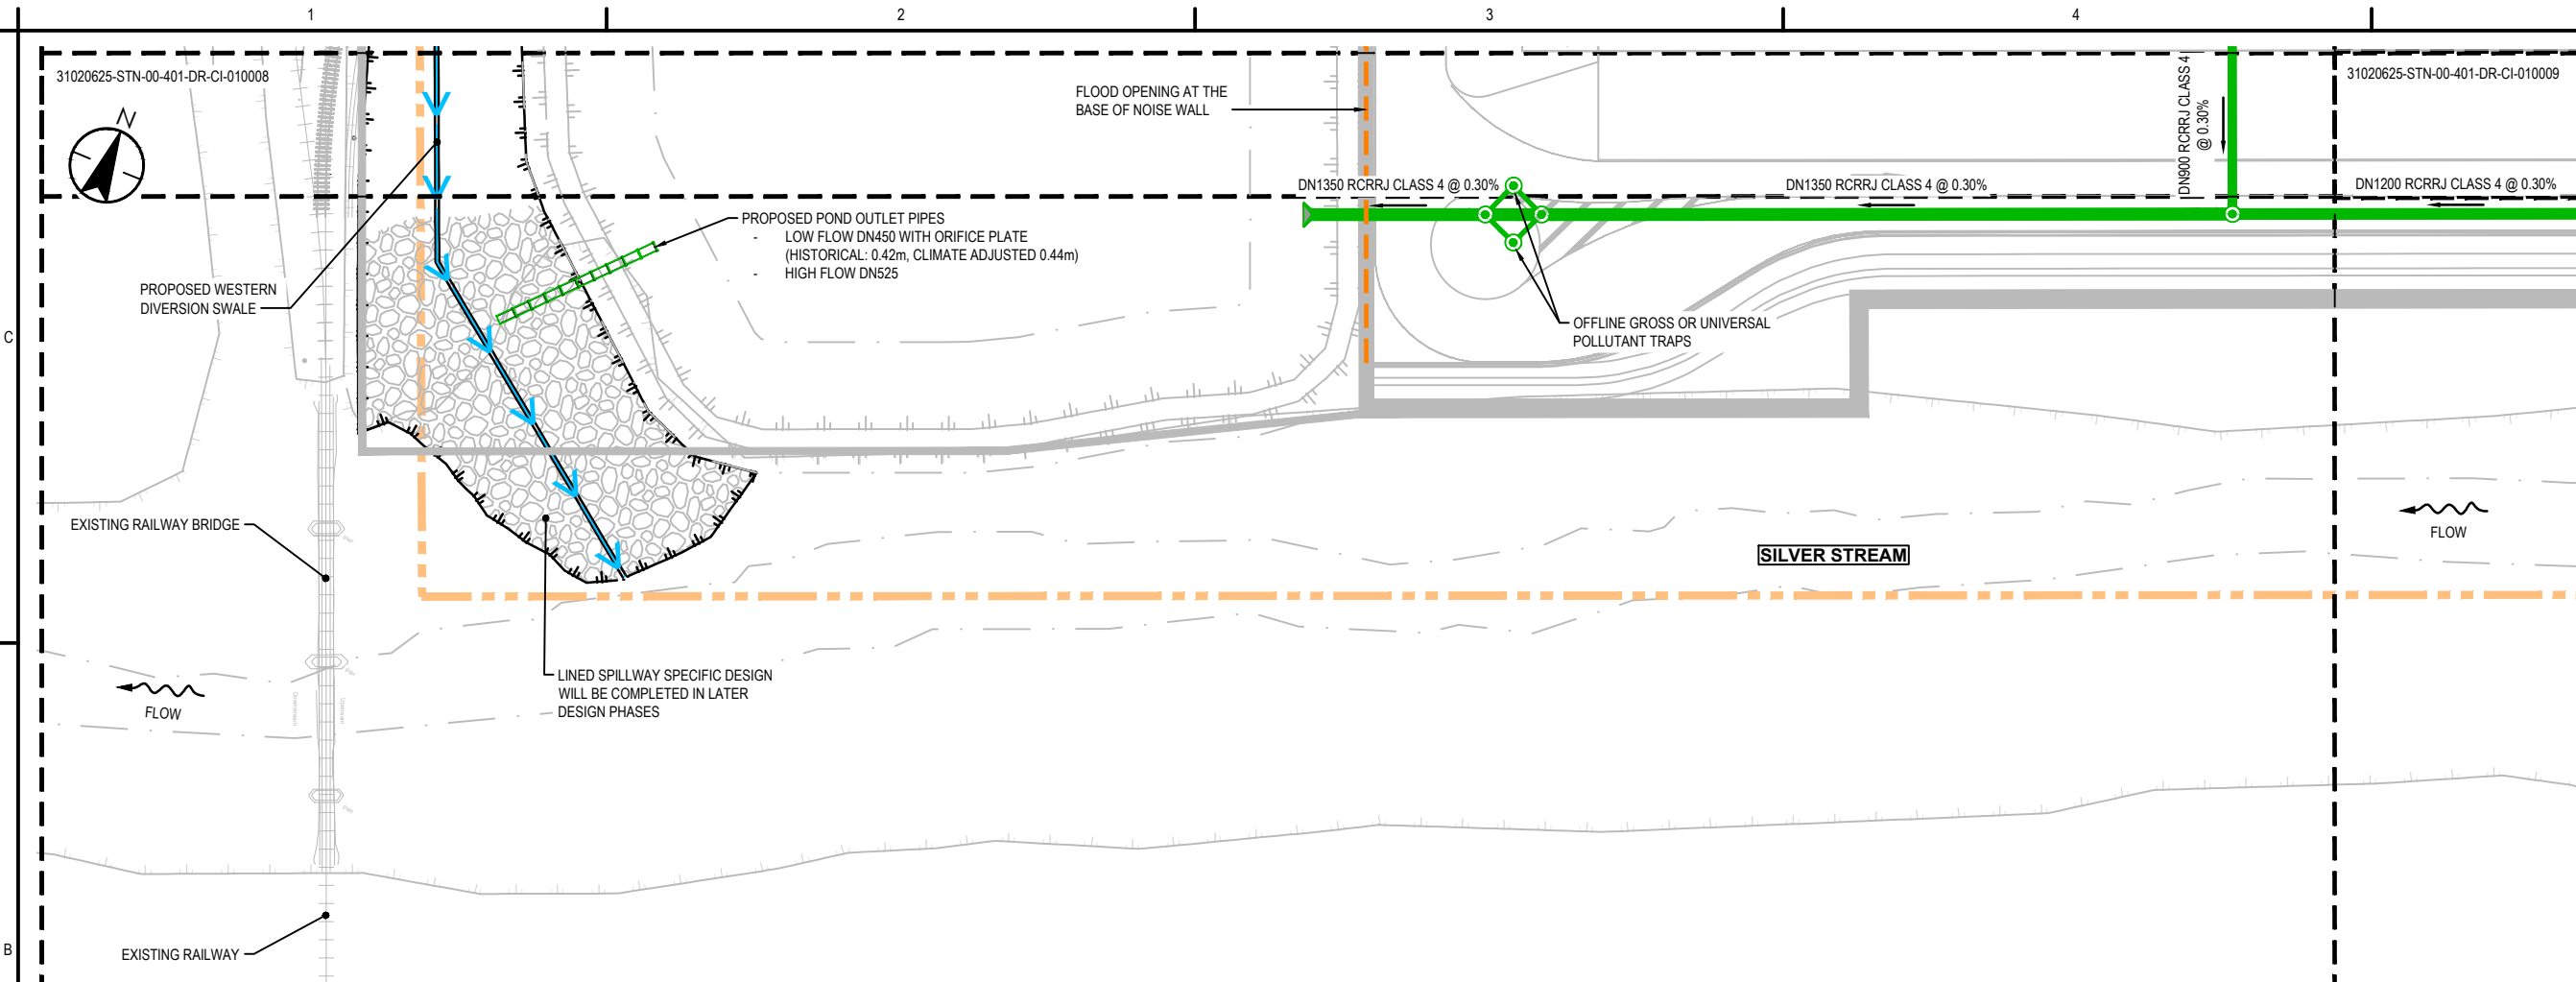 1
2
3
4
31020625-STN-00-401-DR-CI-010008
N
FLOOD OPENING AT THE
BASE OF NOISE WALL
DN900 RCRRJ CLASS 4
@ 0.30%
31020625-STN-00-401-DR-CI-010009
DN1350 RCRRJ CLASS 4 @ 0.30%
DN1350 RCRRJ CLASS 4 @ 0.30%
DN1200 RCRRJ CLASS 4 @ 0.30%
PROPOSED POND OUTLET PIPES
- LOW FLOW DN450 WITH ORIFICE PLATE
(HISTORICAL: 0.42m, CLIMATE ADJUSTED 0.44m)
- HIGH FLOW DN525
PROPOSED WESTERN
DIVERSION SWALE
C
OFFLINE GROSS OR UNIVERSAL
POLLUTANT TRAPS
EXISTING RAILWAY BRIDGE
FLOW
SILVER STREAM
LINED SPILLWAY SPECIFIC DESIGN
WILL BE COMPLETED IN LATER
DESIGN PHASES
FLOW
Downstream
Upstream
Pier
Pier
Pier
EXISTING RAILWAY
B